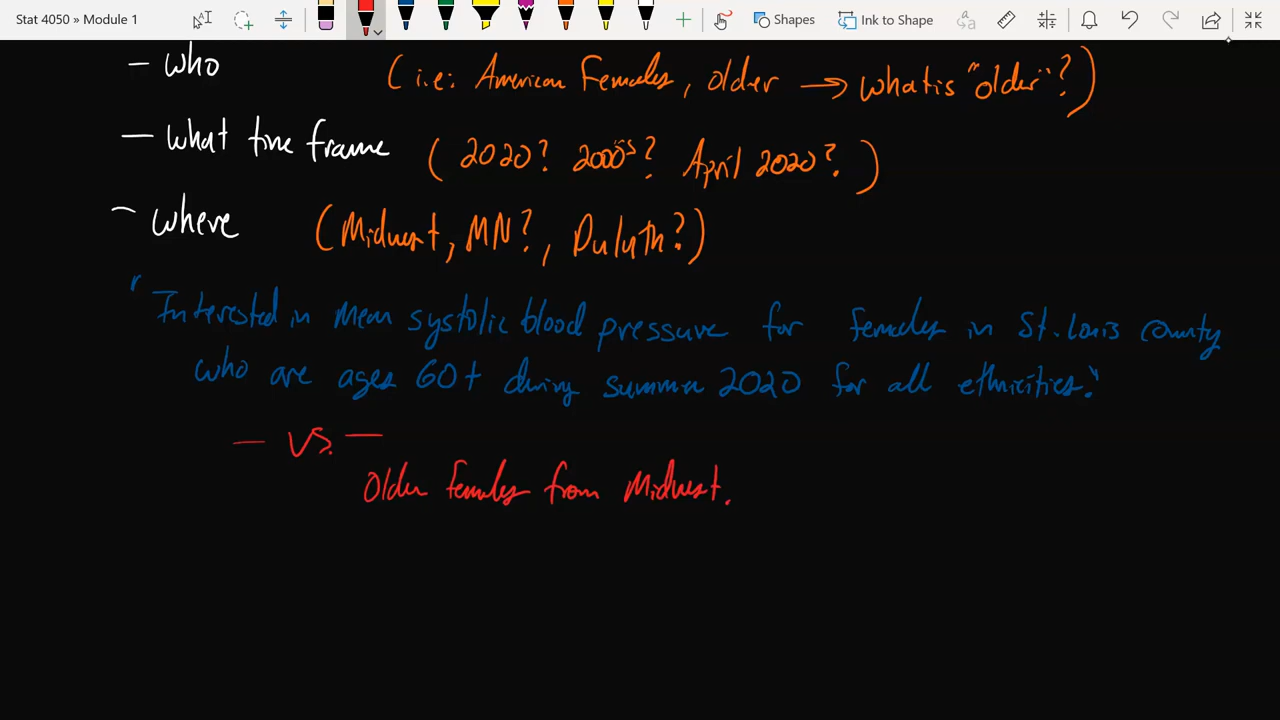 Stat 4050 » Module 1
Shapes
Ink to Shape
– who (i.e: American Females, older → what is "older"?)
– what time frame (2020? 2000's? April 2020?)
– where (Midwest, MN?, Duluth?)
"Interested in mean systolic blood pressure for females in St. Louis county
who are ages 60+ during summer 2020 for all ethnicities."
– vs. –
Older females from Midwest.